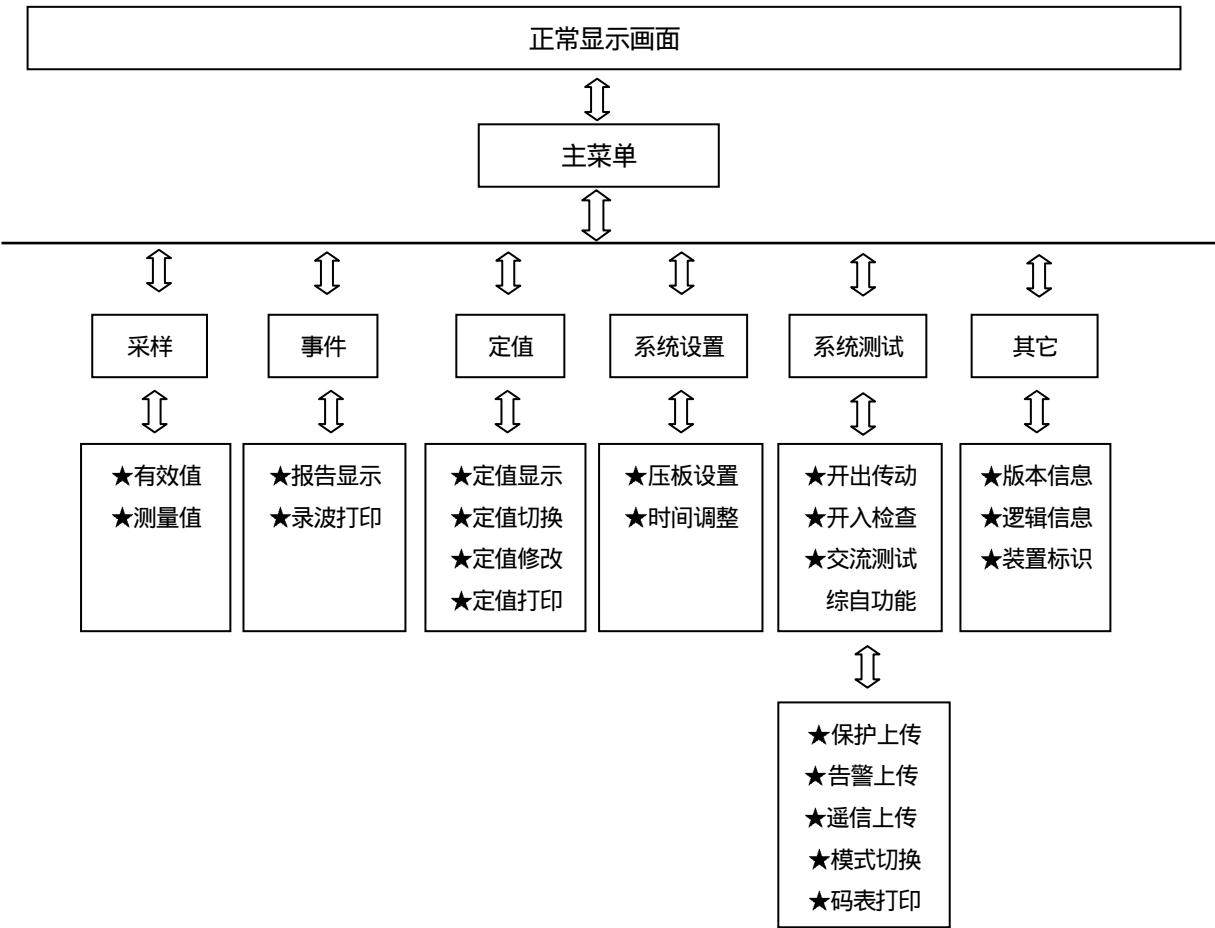 正常显示画面
主菜单
采样
事件
定值
系统设置
系统测试
其它
★有效值
★测量值
★报告显示
★录波打印
★定值显示
★定值切换
★定值修改
★定值打印
★压板设置
★时间调整
★开出传动
★开入检查
★交流测试
综自功能
★版本信息
★逻辑信息
★装置标识
★保护上传
★告警上传
★遥信上传
★模式切换
★码表打印